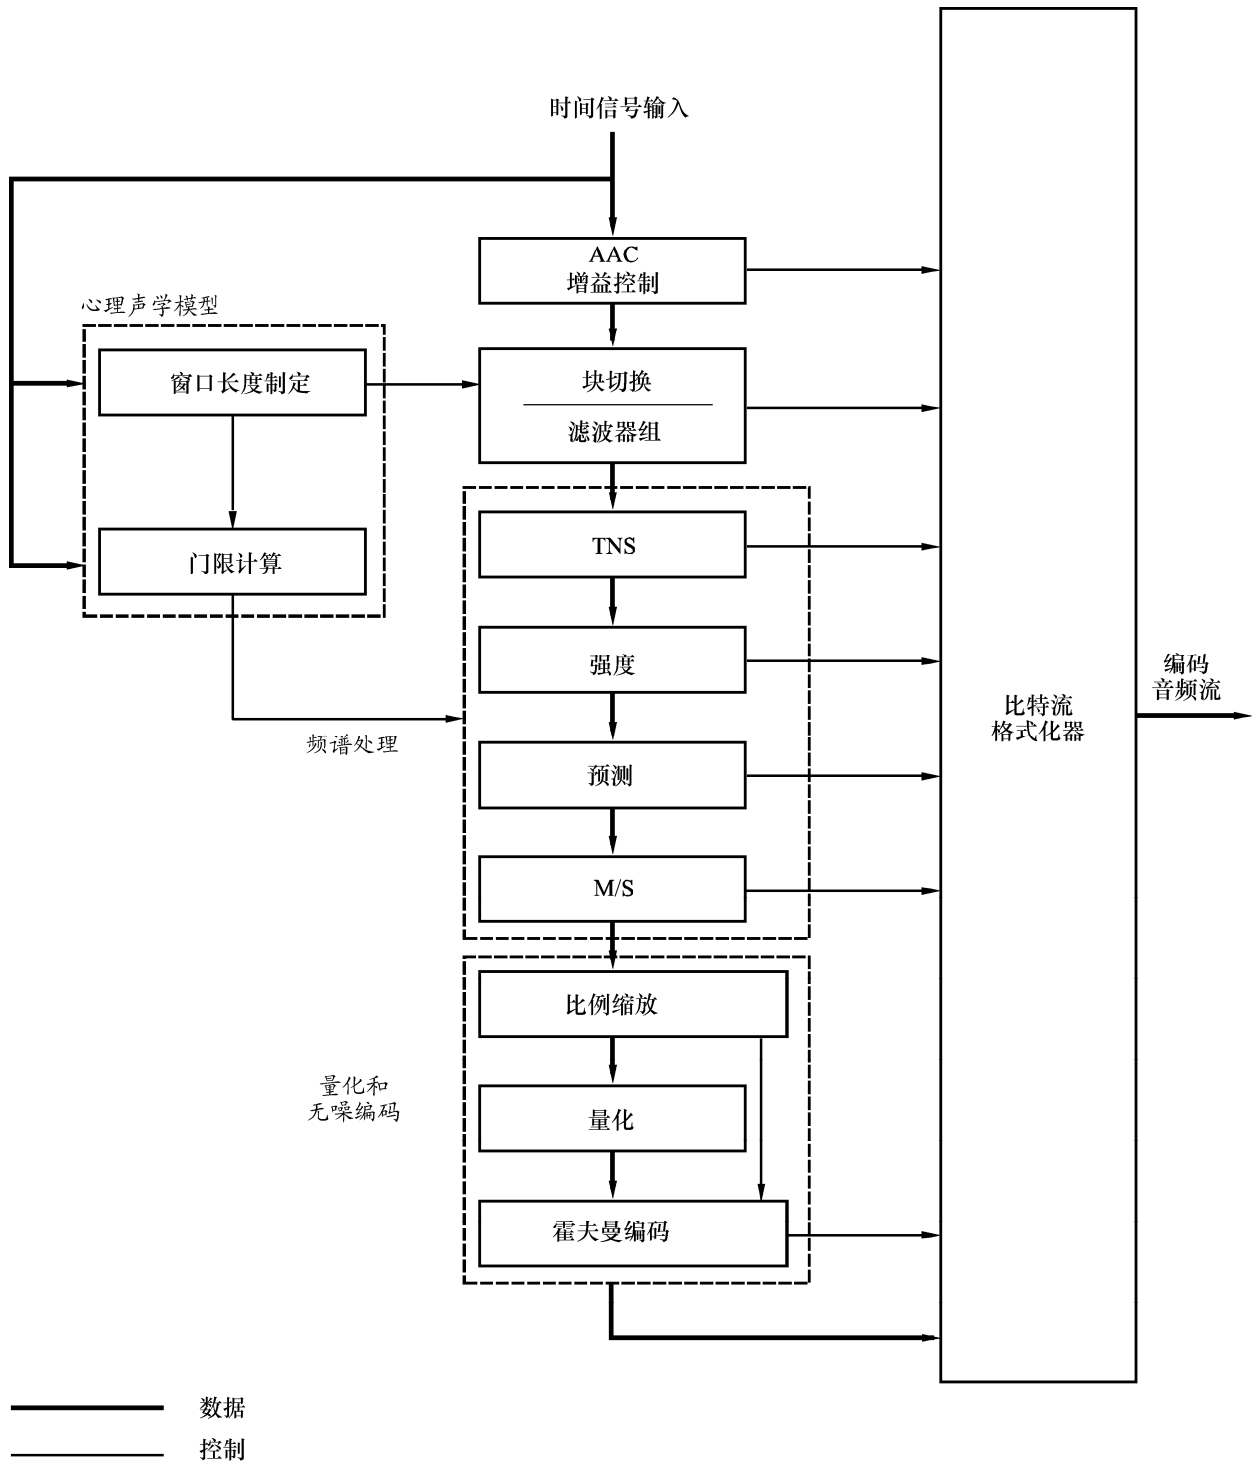 时间信号输入
AAC
增益控制
心理声学模型
窗口长度制定
块切换
滤波器组
TNS
门限计算
强度
编码
音频流
比特流
格式化器
频谱处理
预测
M/S
比例缩放
量化和
无噪编码
量化
霍夫曼编码
数据
控制